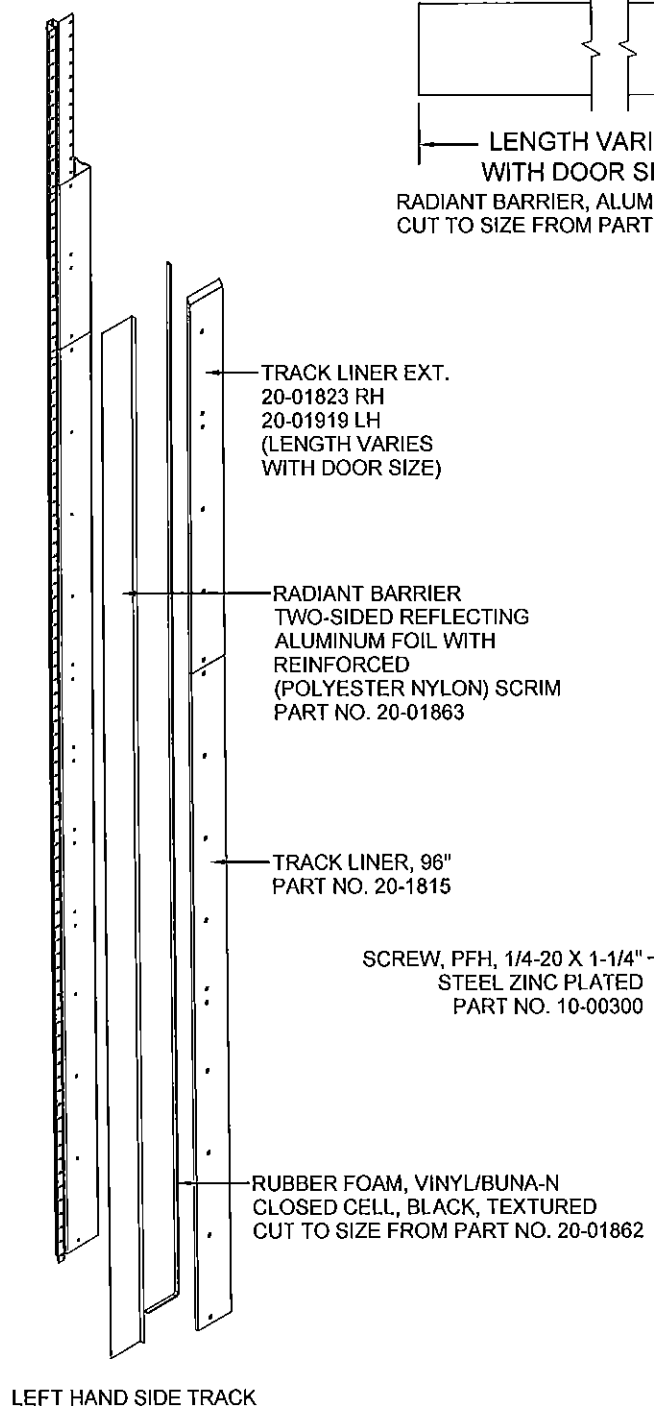 LENGTH VARI
WITH DOOR SI
RADIANT BARRIER, ALUM
CUT TO SIZE FROM PART
TRACK LINER EXT.
20-01823 RH
20-01919 LH
(LENGTH VARIES
WITH DOOR SIZE)
RADIANT BARRIER
TWO-SIDED REFLECTING
ALUMINUM FOIL WITH
REINFORCED
(POLYESTER NYLON) SCRIM
PART NO. 20-01863
TRACK LINER, 96"
PART NO. 20-1815
SCREW, PFH, 1/4-20 X 1-1/4"
STEEL ZINC PLATED
PART NO. 10-00300
RUBBER FOAM, VINYL/BUNA-N
CLOSED CELL, BLACK, TEXTURED
CUT TO SIZE FROM PART NO. 20-01862
LEFT HAND SIDE TRACK